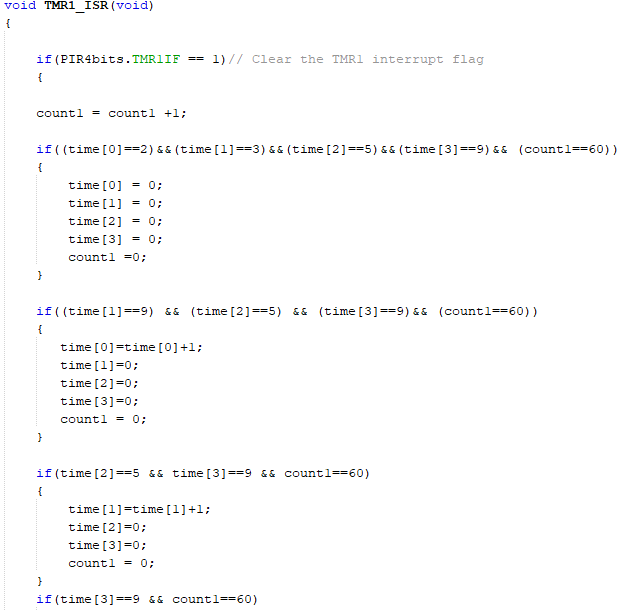 void TMR1_ISR(void)
{
if(PIR4bits.TMR1IF == 1)// Clear the TMR1 interrupt flag
{
count1 = count1 +1;
if((time[0]==2)&&(time[1]==3)&&(time[2]==5)&&(time[3]==9)&& (count1==60))
{
time[0] = 0;
time[1] = 0;
time[2] = 0;
time[3] = 0;
count1 =0;
}
if((time[1]==9) && (time[2]==5) && (time[3]==9)&& (count1==60))
{
time[0]=time[0]+1;
time[1]=0;
time[2]=0;
time[3]=0;
count1 = 0;
}
if(time[2]==5 && time[3]==9 && count1==60)
{
time[1]=time[1]+1;
time[2]=0;
time[3]=0;
count1 = 0;
}
if(time[3]==9 && count1==60)